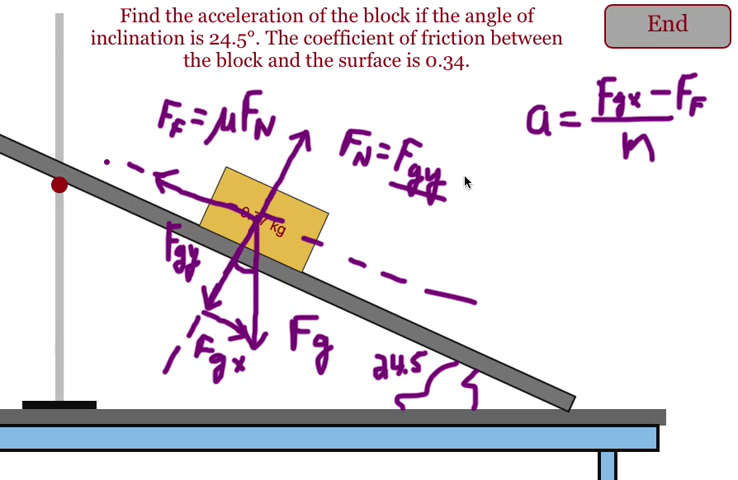 Find the acceleration of the block if the angle of
inclination is 24.5°. The coefficient of friction between
the block and the surface is 0.34.
End
a = Fgx - FF
m
FF = μFN
FN = Fgy
kg
Fgy
Fg
Fgx
24.5